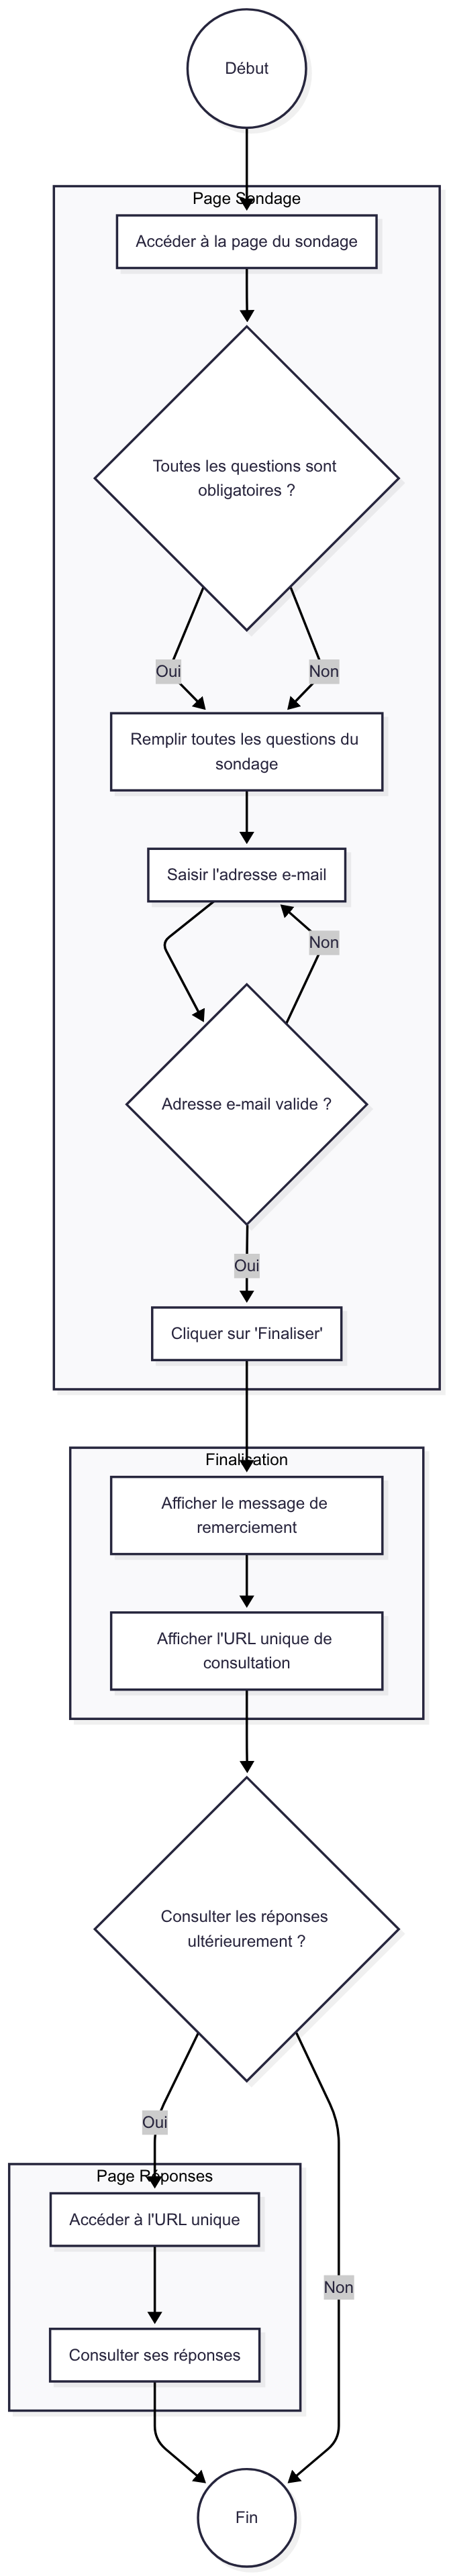 Début
Page Sondage
Accéder à la page du sondage
Toutes les questions sont
obligatoires ?
Oui
Non
Remplir toutes les questions du
sondage
Saisir l'adresse e-mail
Non
Adresse e-mail valide ?
Oui
Cliquer sur 'Finaliser'
Finalisation
Afficher le message de
remerciement
Afficher l'URL unique de
consultation
Consulter les réponses
ultérieurement ?
Oui
Page Réponses
Accéder à l'URL unique
Non
Consulter ses réponses
Fin